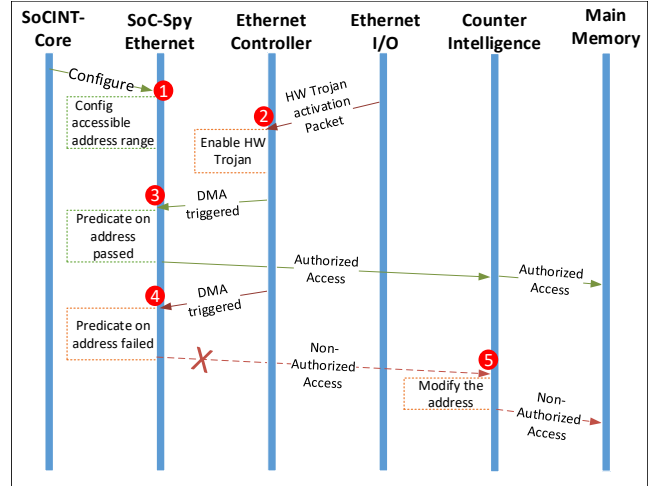 SoCINT-
Core
SoC-Spy
Ethernet
Ethernet
Controller
Ethernet
I/O
Counter
Intelligence
Main
Memory
Configure
1
Config
accessible
address range
HW Trojan
activation
Packet
2
Enable HW
Trojan
3
DMA
triggered
Predicate on
address
passed
Authorized
Access
Authorized
Access
4
DMA
triggered
Predicate on
address failed
X
Non-
Authorized
Access
5
Modify the
address
Non-
Authorized
Access